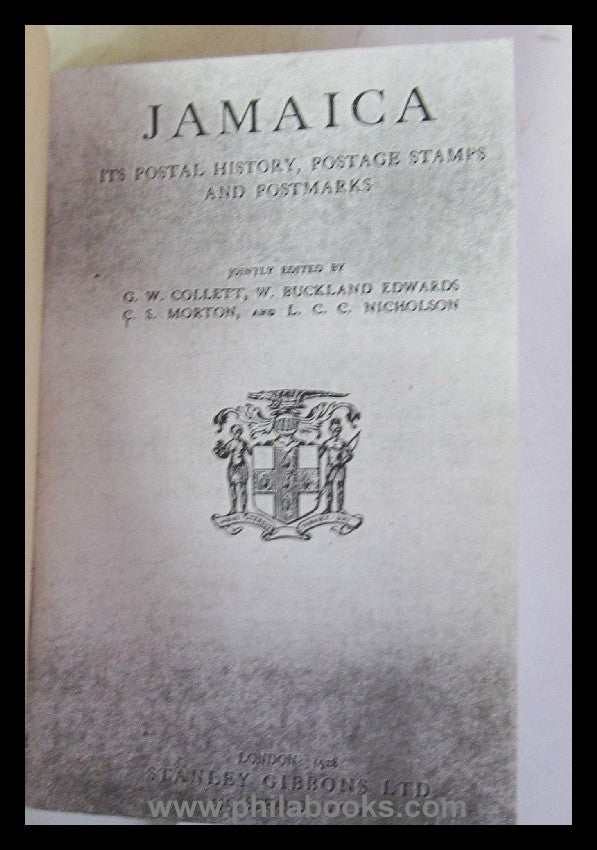 JAMAICA
ITS POSTAL HISTORY, POSTAGE STAMPS
AND POSTMARKS
JOINTLY EDITED BY
G. W. COLLETT, W. BUCKLAND EDWARDS
C. S. MORTON, AND L. C. C. NICHOLSON
LONDON 1928
STANLEY GIBBONS LTD.
www.philabooks.com